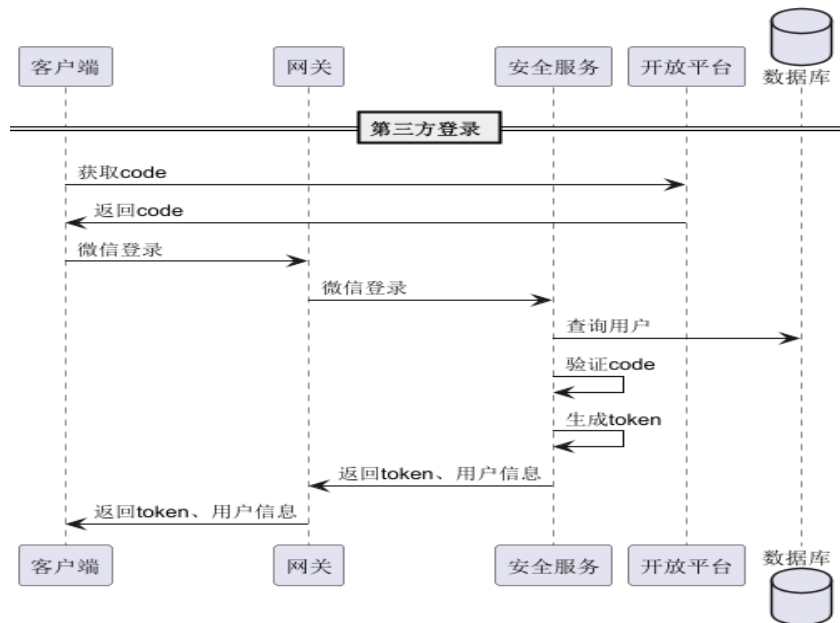 客户端 网关 安全服务 开放平台 数据库
第三方登录
获取code
返回code
微信登录
微信登录
查询用户
验证code
生成token
返回token、用户信息
返回token、用户信息
客户端 网关 安全服务 开放平台 数据库